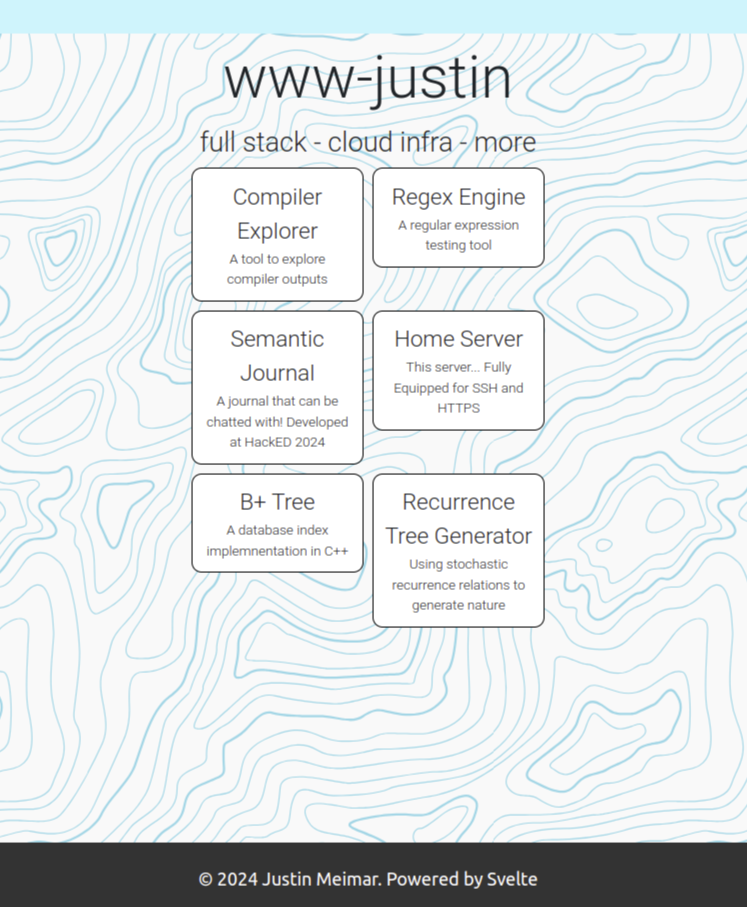 www-justin
full stack - cloud infra - more
Compiler
Explorer
A tool to explore
compiler outputs
Regex Engine
A regular expression
testing tool
Semantic
Journal
A journal that can be
chatted with! Developed
at HackED 2024
Home Server
This server... Fully
Equipped for SSH and
HTTPS
B+ Tree
A database index
implemnentation in C++
Recurrence
Tree Generator
Using stochastic
recurrence relations to
generate nature
© 2024 Justin Meimar. Powered by Svelte